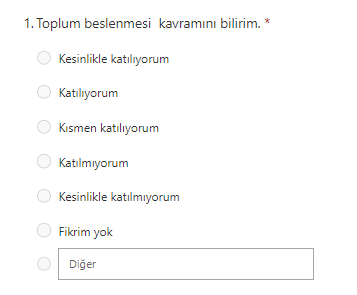 1. Toplum beslenmesi kavramını bilirim. *
Kesinlikle katılıyorum
Katılıyorum
Kısmen katılıyorum
Katılmıyorum
Kesinlikle katılmıyorum
Fikrim yok
Diğer